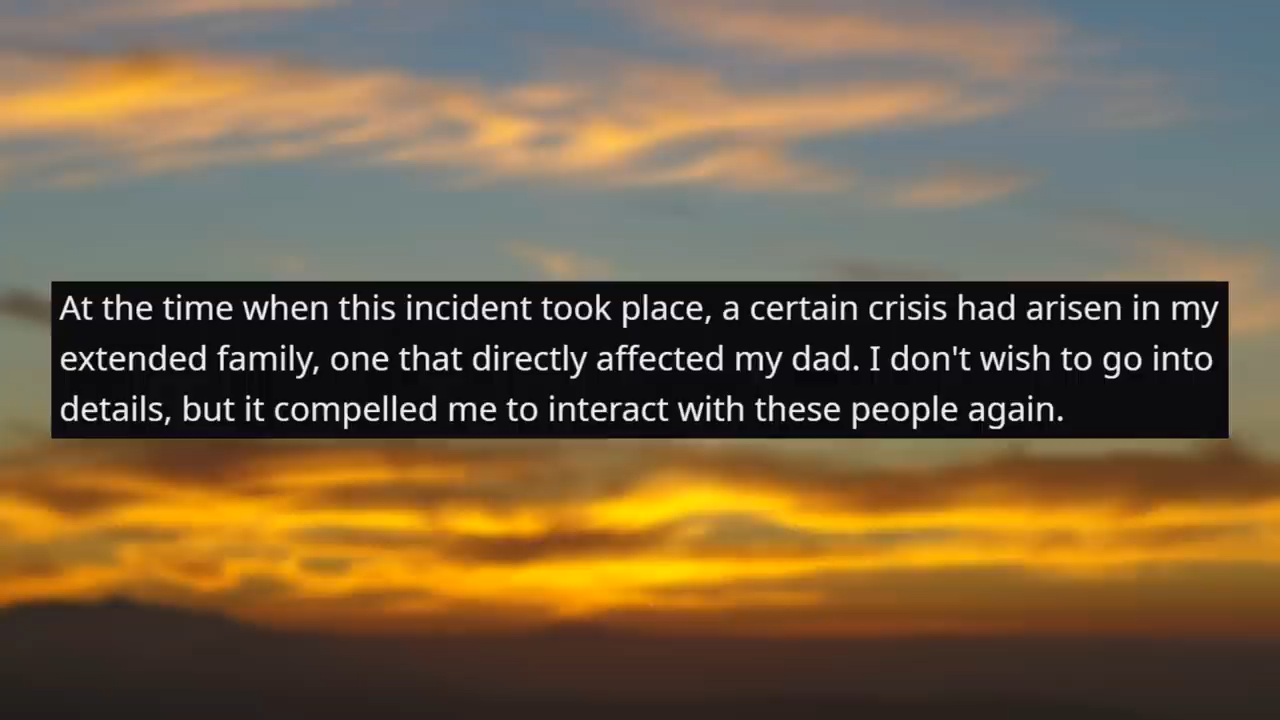 At the time when this incident took place, a certain crisis had arisen in my
extended family, one that directly affected my dad. I don't wish to go into
details, but it compelled me to interact with these people again.